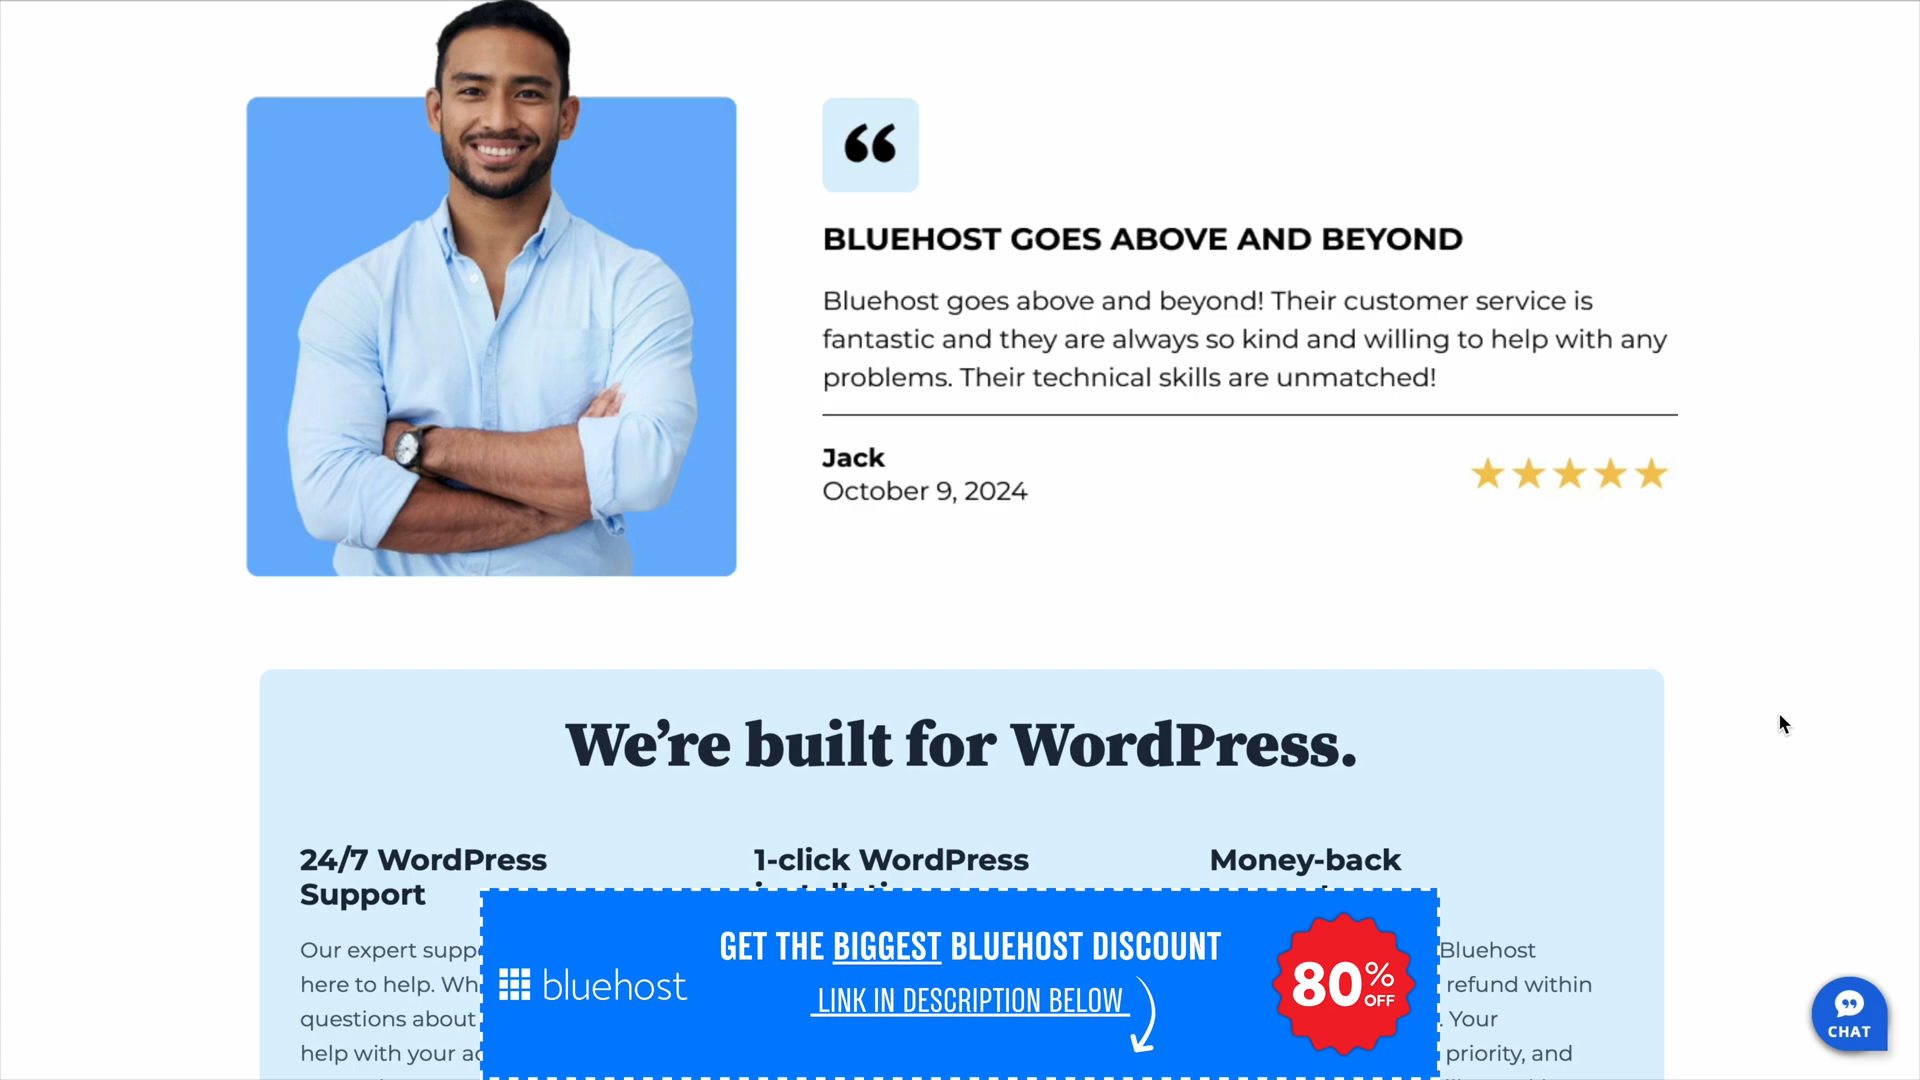 BLUEHOST GOES ABOVE AND BEYOND
Bluehost goes above and beyond! Their customer service is
fantastic and they are always so kind and willing to help with any
problems. Their technical skills are unmatched!
Jack
October 9, 2024
We're built for WordPress.
24/7 WordPress
Support
Our expert
here to help.
questions about
help with your
1-click WordPress
Money-back
Bluehost
refund within
. Your
priority, and
bluehost
GET THE BIGGEST BLUEHOST DISCOUNT
LINK IN DESCRIPTION BELOW
80%
OFF
CHAT